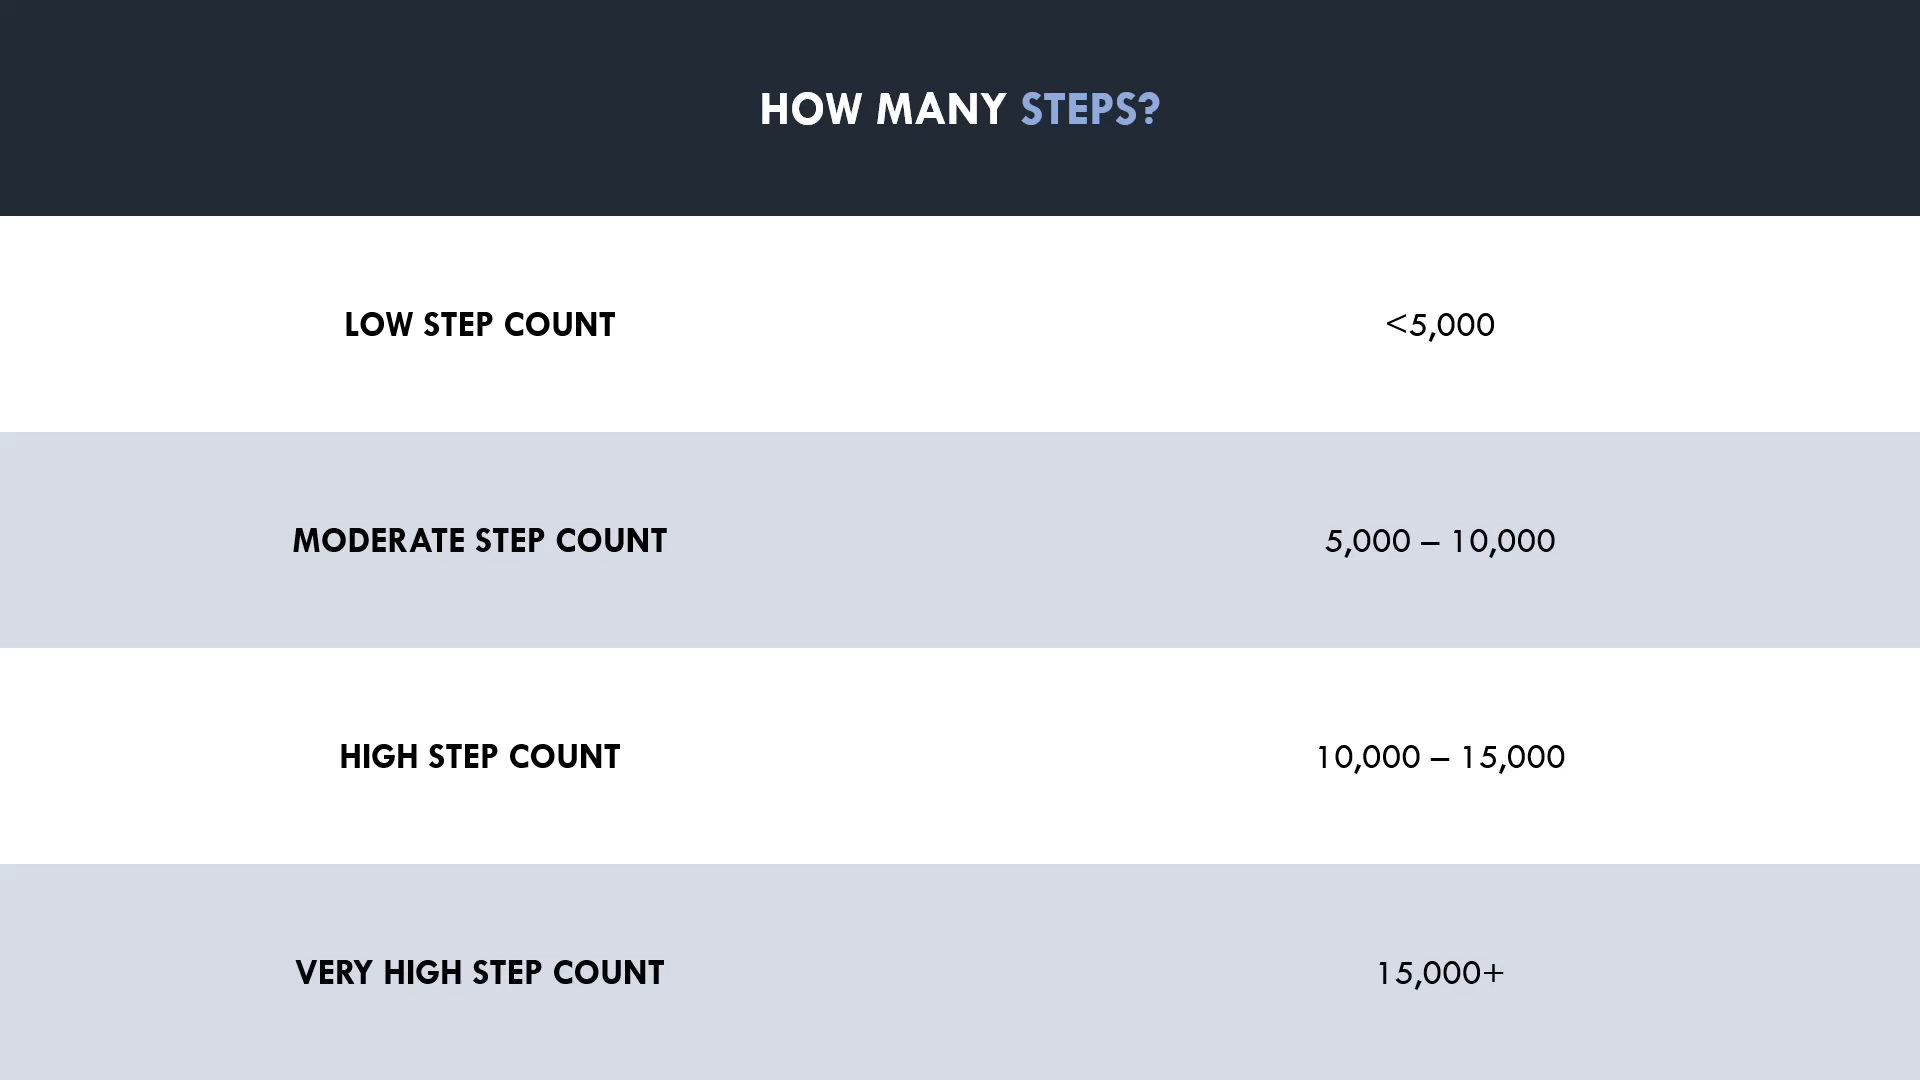 HOW MANY STEPS?
LOW STEP COUNT <5,000
MODERATE STEP COUNT 5,000 – 10,000
HIGH STEP COUNT 10,000 – 15,000
VERY HIGH STEP COUNT 15,000+